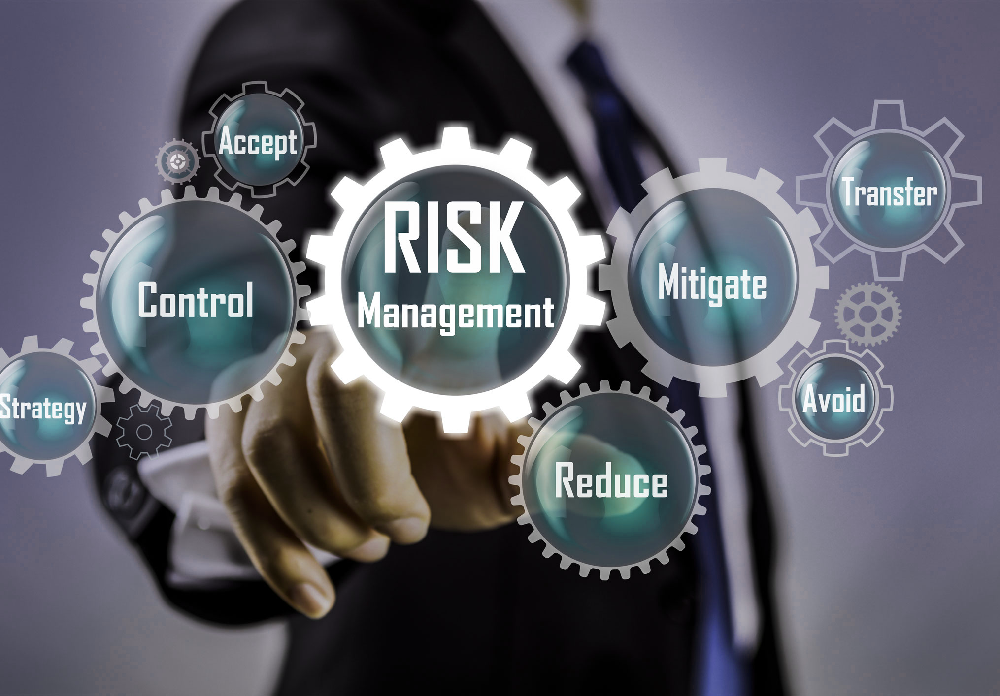 Accept
Transfer
RISK
Management
Control
Mitigate
Strategy
Avoid
Reduce